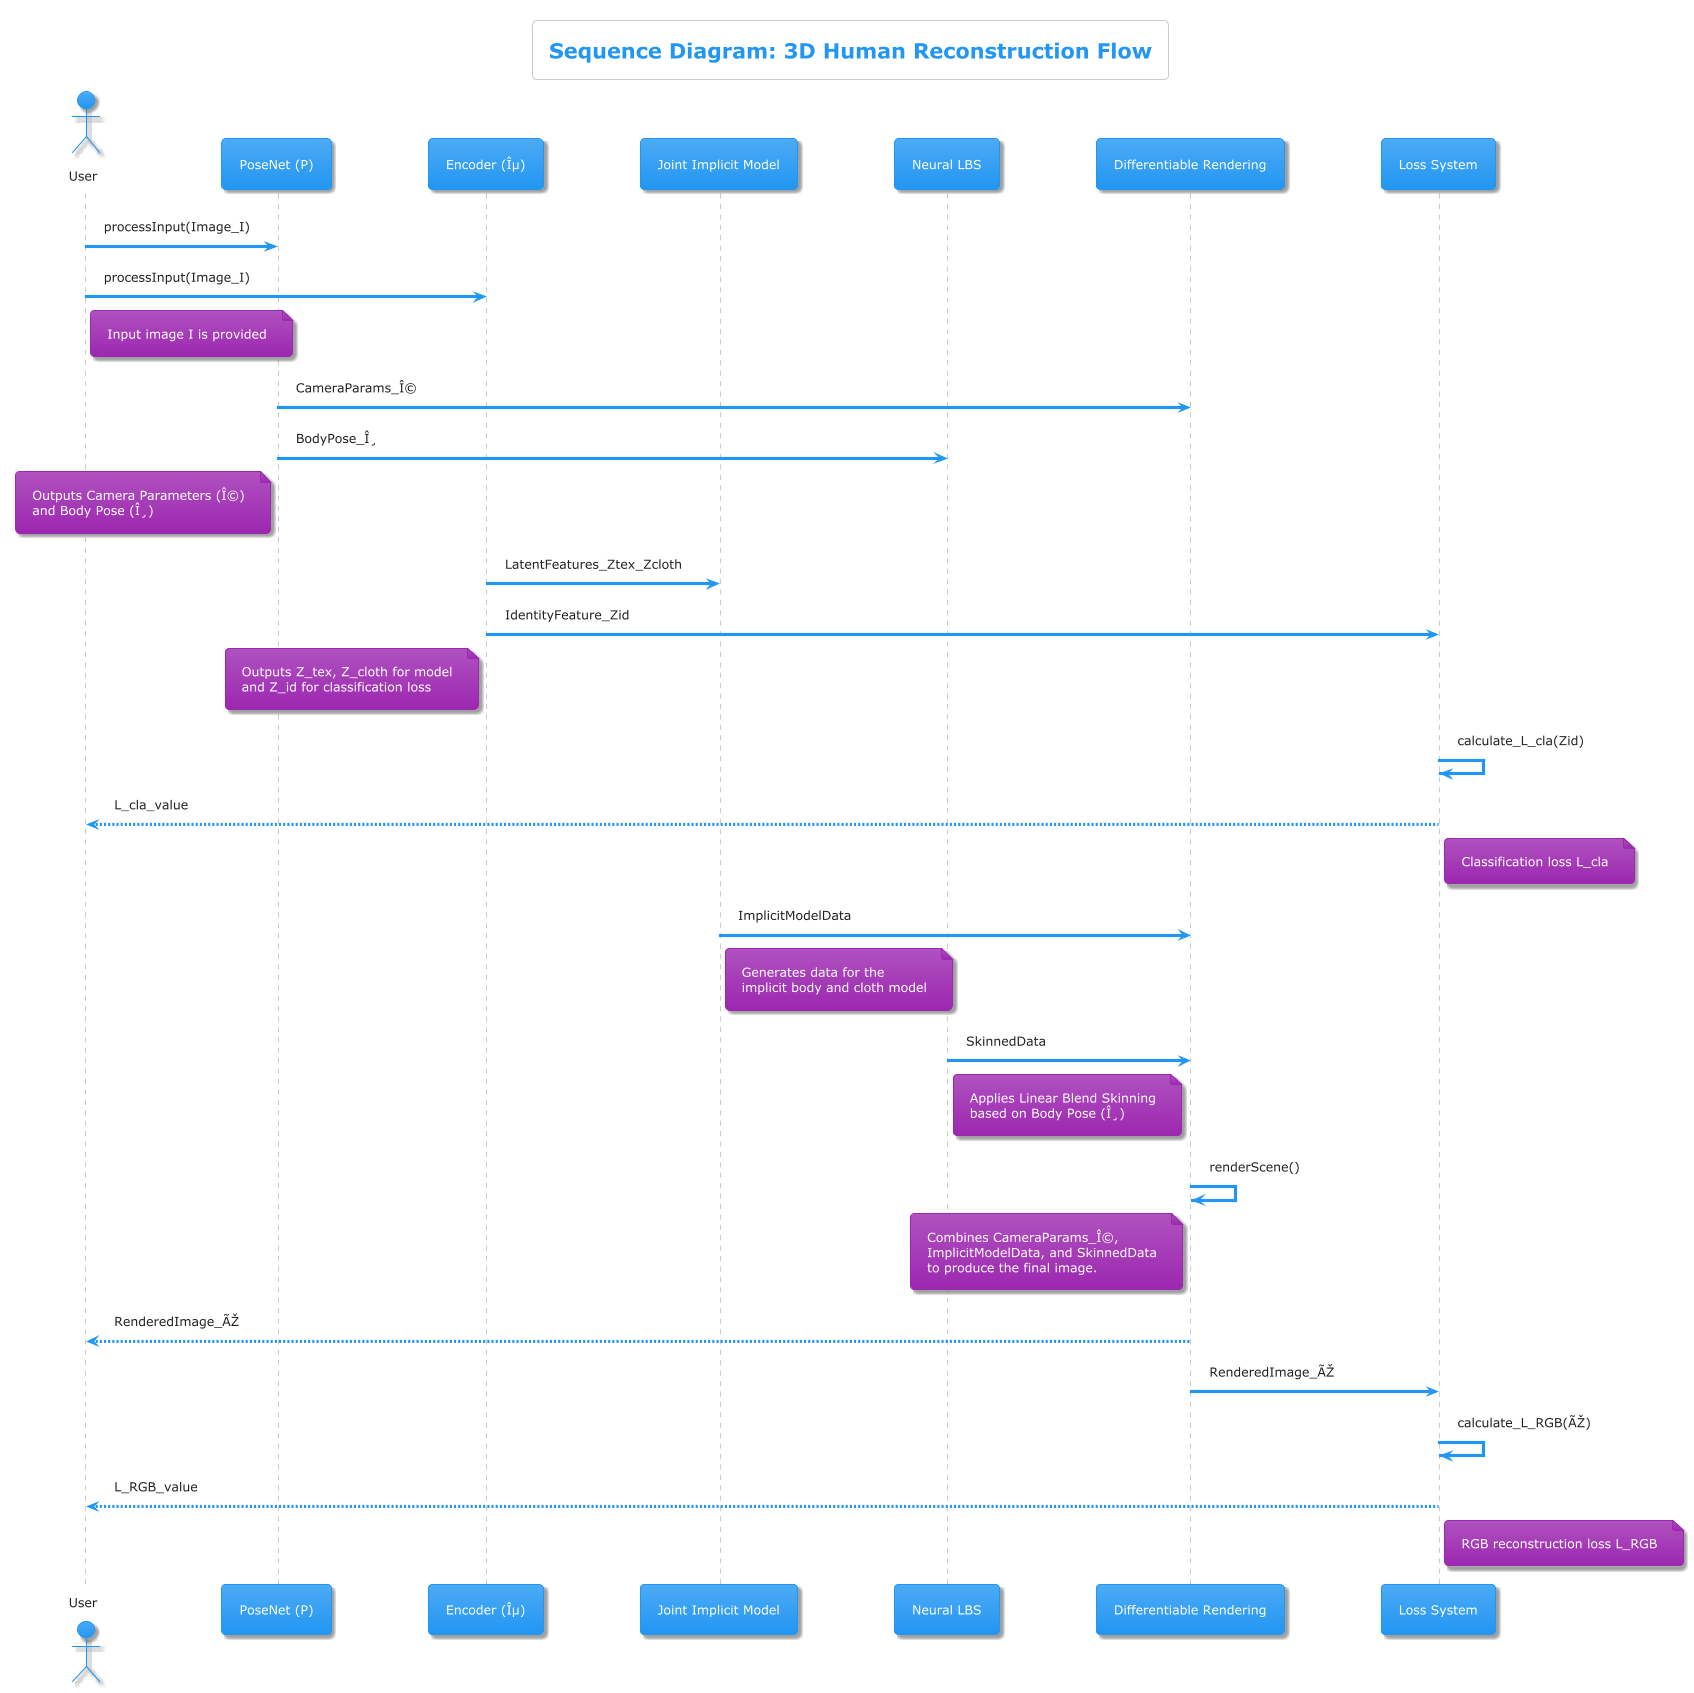 Sequence Diagram: 3D Human Reconstruction Flow
User
PoseNet (P)
Encoder (Îµ)
Joint Implicit Model
Neural LBS
Differentiable Rendering
Loss System
processInput(Image_I)
processInput(Image_I)
Input image I is provided
CameraParams_Î©
BodyPose_Î¸
Outputs Camera Parameters (Î©)
and Body Pose (Î¸)
LatentFeatures_Ztex_Zcloth
IdentityFeature_Zid
Outputs Z_tex, Z_cloth for model
and Z_id for classification loss
calculate_L_cla(Zid)
L_cla_value
Classification loss L_cla
ImplicitModelData
Generates data for the
implicit body and cloth model
SkinnedData
Applies Linear Blend Skinning
based on Body Pose (Î¸)
renderScene()
Combines CameraParams_Î©,
ImplicitModelData, and SkinnedData
to produce the final image.
RenderedImage_ÃŽ
RenderedImage_ÃŽ
calculate_L_RGB(ÃŽ)
L_RGB_value
RGB reconstruction loss L_RGB
User
PoseNet (P)
Encoder (Îµ)
Joint Implicit Model
Neural LBS
Differentiable Rendering
Loss System